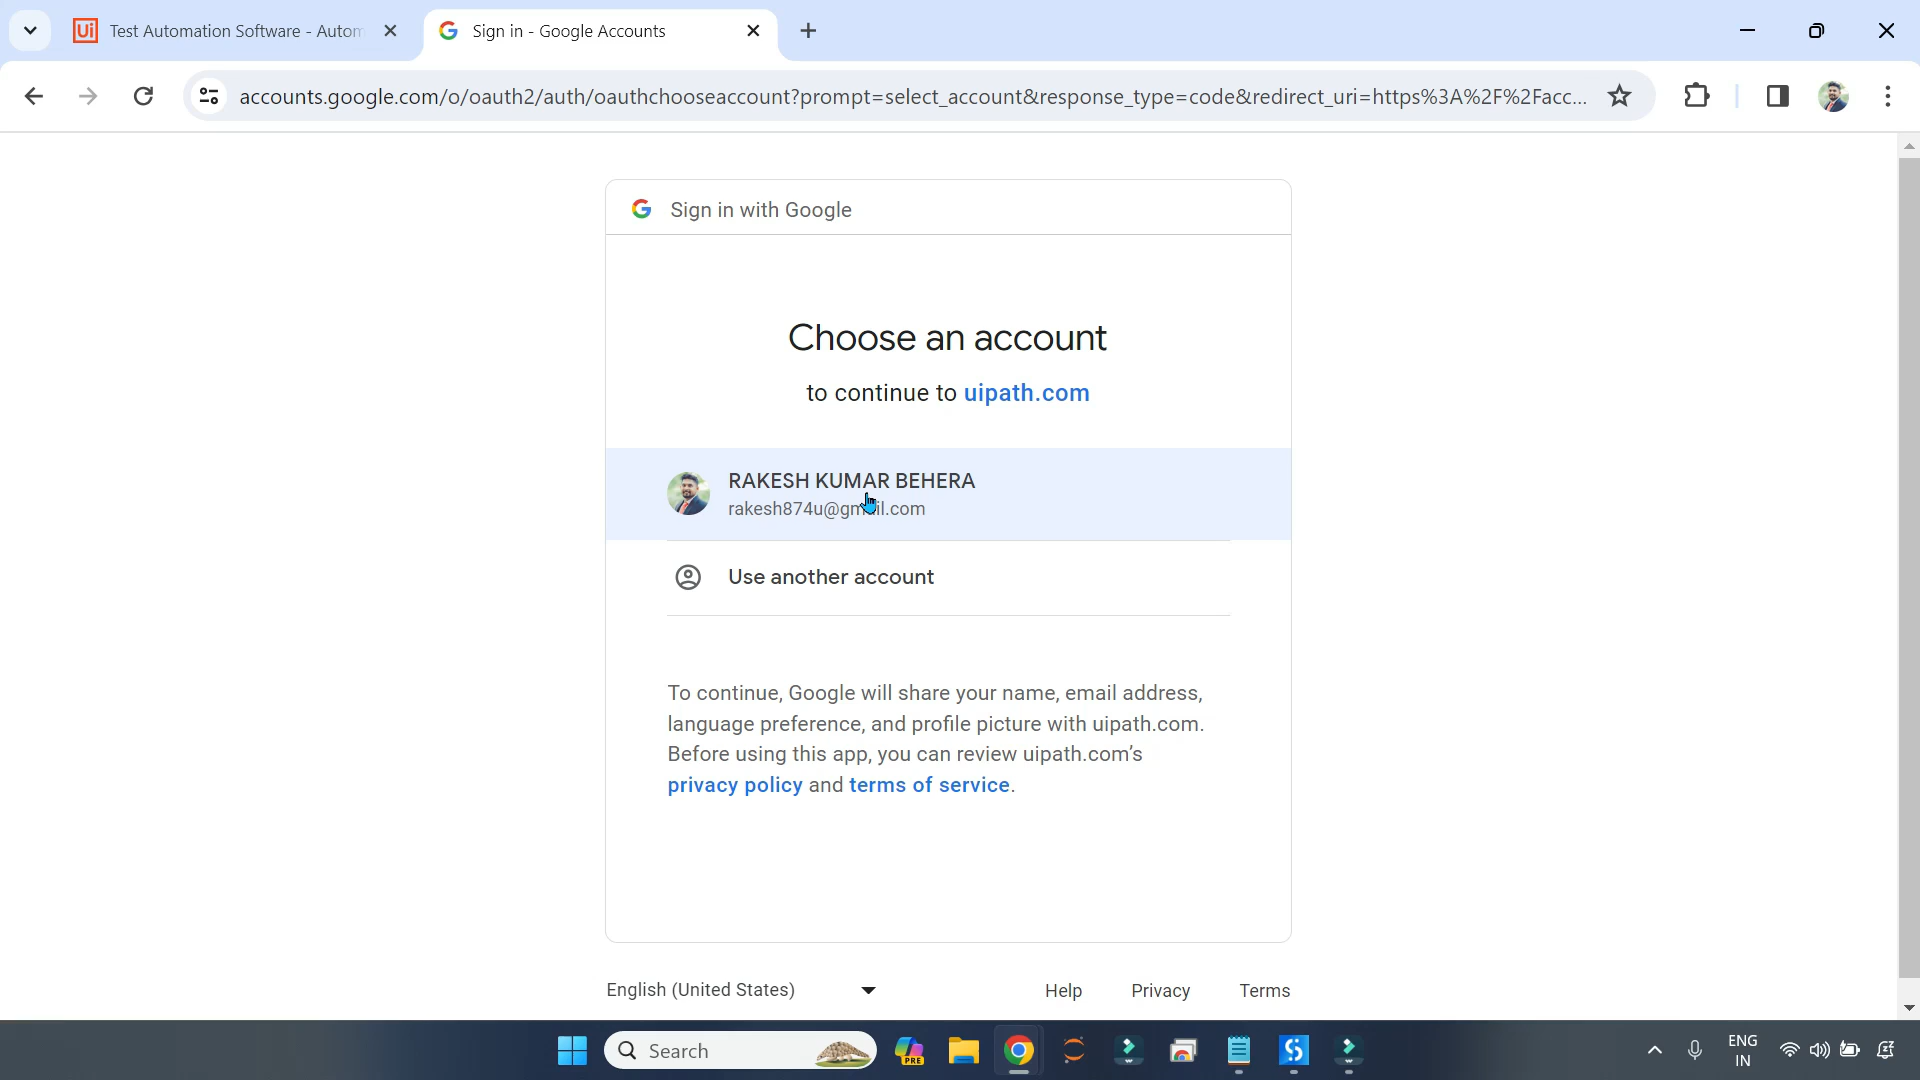 Ui Test Automation Software - Autom
Sign in - Google Accounts
accounts.google.com/o/oauth2/auth/oauthchooseaccount?prompt=select_account&response_type=code&redirect_uri=https%3A%2F%2Facc...
Sign in with Google
Choose an account
to continue to uipath.com
RAKESH KUMAR BEHERA
rakesh874u@gmail.com
Use another account
To continue, Google will share your name, email address,
language preference, and profile picture with uipath.com.
Before using this app, you can review uipath.com's
privacy policy and terms of service.
English (United States)
Help
Privacy
Terms
Search
PRE
ENG
IN